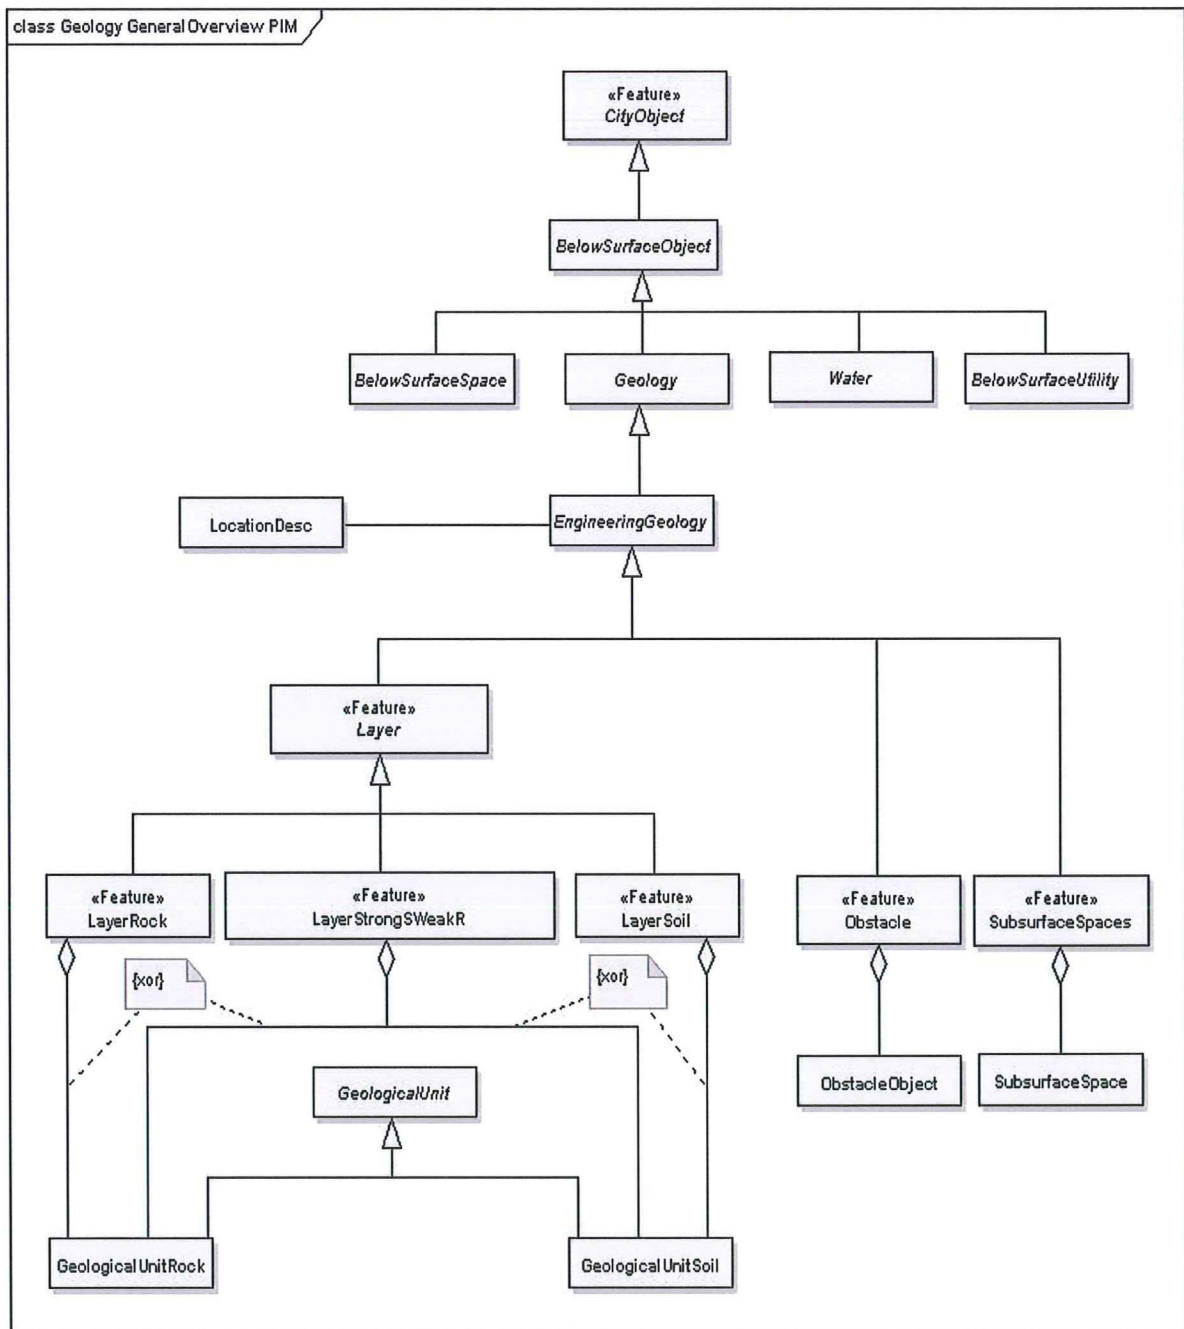 class Geology General Overview PIM
«Feature»
CityObject
BelowSurfaceObject
BelowSurfaceSpace
Geology
Water
BelowSurfaceUtility
LocationDesc
EngineeringGeology
«Feature»
Layer
«Feature»
LayerRock
«Feature»
LayerStrongSWeakR
«Feature»
LayerSoil
«Feature»
Obstacle
«Feature»
SubsurfaceSpaces
{xor}
{xor}
GeologicalUnit
ObstacleObject
SubsurfaceSpace
GeologicalUnitRock
GeologicalUnitSoil